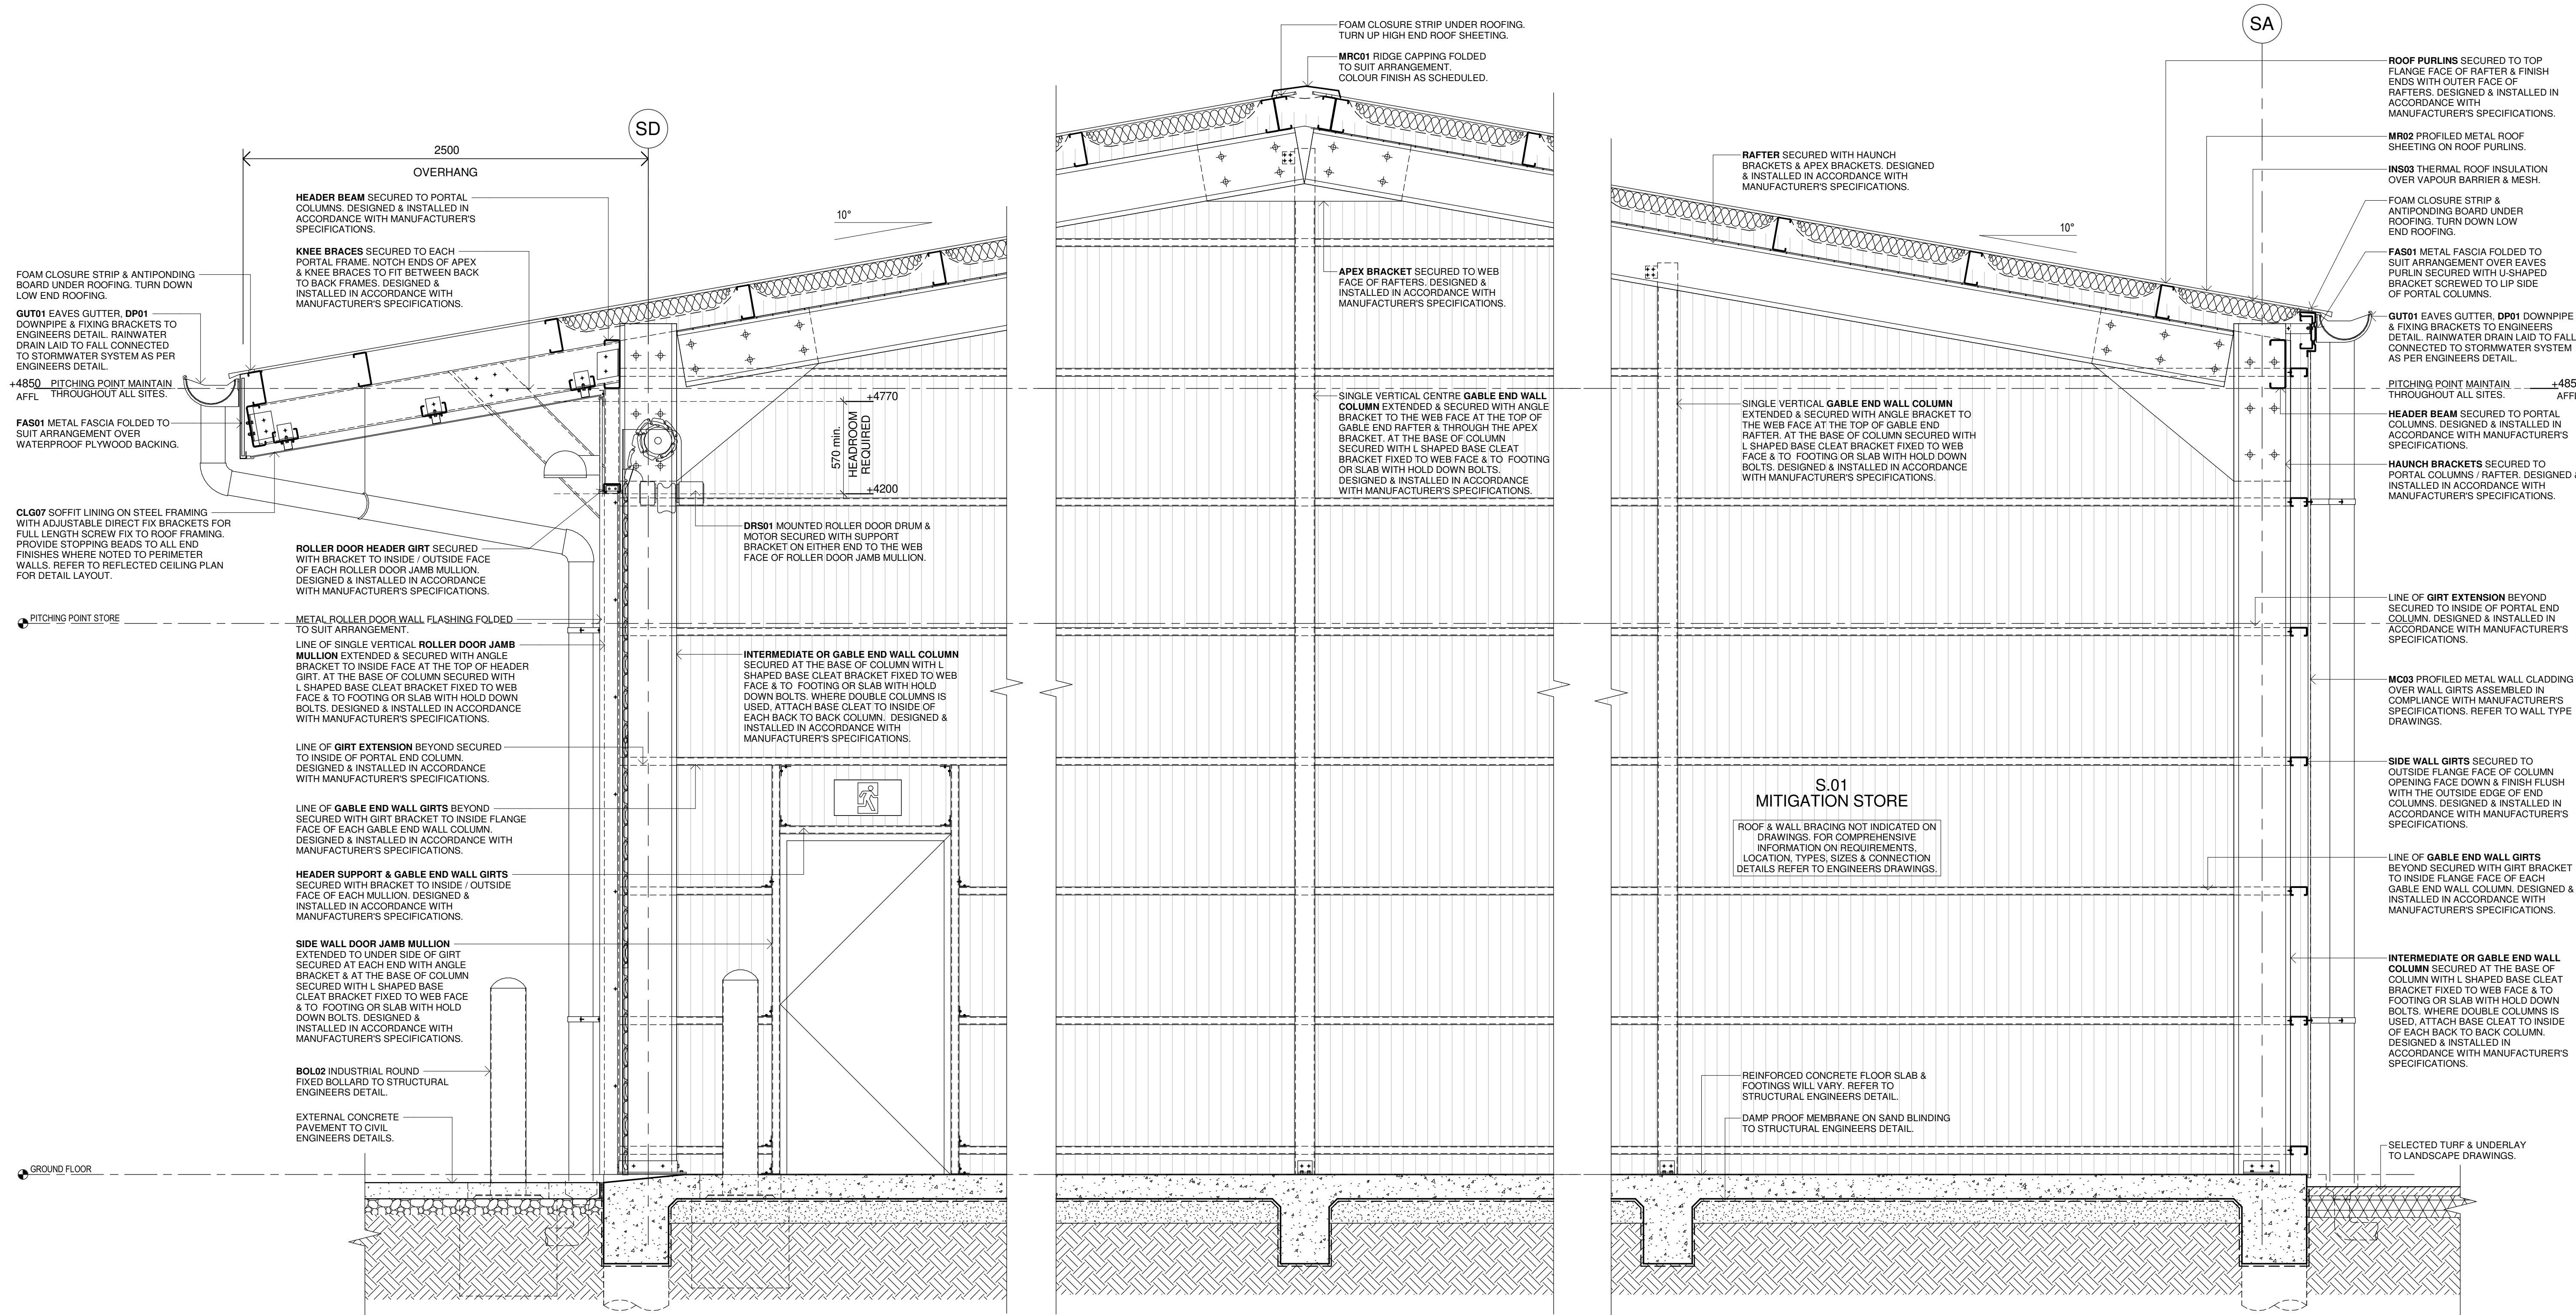 FOAM CLOSURE STRIP UNDER ROOFING.
TURN UP HIGH END ROOF SHEETING.
MRC01 RIDGE CAPPING FOLDED
TO SUIT ARRANGEMENT.
COLOUR FINISH AS SCHEDULED.
SD
2500
OVERHANG
HEADER BEAM SECURED TO PORTAL
COLUMNS. DESIGNED & INSTALLED IN
ACCORDANCE WITH MANUFACTURER'S
SPECIFICATIONS.
KNEE BRACES SECURED TO EACH
PORTAL FRAME. NOTCH ENDS OF APEX
& KNEE BRACES TO FIT BETWEEN BACK
TO BACK FRAMES. DESIGNED &
INSTALLED IN ACCORDANCE WITH
MANUFACTURER'S SPECIFICATIONS.
10°
FOAM CLOSURE STRIP & ANTIPONDING
BOARD UNDER ROOFING. TURN DOWN
LOW END ROOFING.
GUT01 EAVES GUTTER, DP01
DOWNPIPE & FIXING BRACKETS TO
ENGINEERS DETAIL. RAINWATER
DRAIN LAID TO FALL CONNECTED
TO STORMWATER SYSTEM AS PER
ENGINEERS DETAIL.
+4850 PITCHING POINT MAINTAIN
AFFL THROUGHOUT ALL SITES.
FAS01 METAL FASCIA FOLDED TO
SUIT ARRANGEMENT OVER
WATERPROOF PLYWOOD BACKING.
CLG07 SOFFIT LINING ON STEEL FRAMING
WITH ADJUSTABLE DIRECT FIX BRACKETS FOR
FULL LENGTH SCREW FIX TO ROOF FRAMING.
PROVIDE STOPPING BEADS TO ALL END
FINISHES WHERE NOTED TO PERIMETER
WALLS. REFER TO REFLECTED CEILING PLAN
FOR DETAIL LAYOUT.
+4770
570 min.
HEADROOM
REQUIRED
+4200
DRS01 MOUNTED ROLLER DOOR DRUM &
MOTOR SECURED WITH SUPPORT
BRACKET ON EITHER END TO THE WEB
FACE OF ROLLER DOOR JAMB MULLION.
ROLLER DOOR HEADER GIRT SECURED
WITH BRACKET TO INSIDE / OUTSIDE FACE
OF EACH ROLLER DOOR JAMB MULLION.
DESIGNED & INSTALLED IN ACCORDANCE
WITH MANUFACTURER'S SPECIFICATIONS.
PITCHING POINT STORE
METAL ROLLER DOOR WALL FLASHING FOLDED
TO SUIT ARRANGEMENT.
LINE OF SINGLE VERTICAL ROLLER DOOR JAMB
MULLION EXTENDED & SECURED WITH ANGLE
BRACKET TO INSIDE FACE AT THE TOP OF HEADER
GIRT. AT THE BASE OF COLUMN SECURED WITH
L SHAPED BASE CLEAT BRACKET FIXED TO WEB
FACE & TO FOOTING OR SLAB WITH HOLD DOWN
BOLTS. DESIGNED & INSTALLED IN ACCORDANCE
WITH MANUFACTURER'S SPECIFICATIONS.
INTERMEDIATE OR GABLE END WALL COLUMN
SECURED AT THE BASE OF COLUMN WITH L
SHAPED BASE CLEAT BRACKET FIXED TO WEB
FACE & TO FOOTING OR SLAB WITH HOLD
DOWN BOLTS. WHERE DOUBLE COLUMNS IS
USED, ATTACH BASE CLEAT TO INSIDE OF
EACH BACK TO BACK COLUMN. DESIGNED &
INSTALLED IN ACCORDANCE WITH
MANUFACTURER'S SPECIFICATIONS.
LINE OF GIRT EXTENSION BEYOND SECURED
TO INSIDE OF PORTAL END COLUMN.
DESIGNED & INSTALLED IN ACCORDANCE
WITH MANUFACTURER'S SPECIFICATIONS.
LINE OF GABLE END WALL GIRTS BEYOND
SECURED WITH GIRT BRACKET TO INSIDE FLANGE
FACE OF EACH GABLE END WALL COLUMN.
DESIGNED & INSTALLED IN ACCORDANCE WITH
MANUFACTURER'S SPECIFICATIONS.
HEADER SUPPORT & GABLE END WALL GIRTS
SECURED WITH BRACKET TO INSIDE / OUTSIDE
FACE OF EACH MULLION. DESIGNED &
INSTALLED IN ACCORDANCE WITH
MANUFACTURER'S SPECIFICATIONS.
SIDE WALL DOOR JAMB MULLION
EXTENDED TO UNDER SIDE OF GIRT
SECURED AT EACH END WITH ANGLE
BRACKET & AT THE BASE OF COLUMN
SECURED WITH L SHAPED BASE
CLEAT BRACKET FIXED TO WEB FACE
& TO FOOTING OR SLAB WITH HOLD
DOWN BOLTS. DESIGNED &
INSTALLED IN ACCORDANCE WITH
MANUFACTURER'S SPECIFICATIONS.
BOL02 INDUSTRIAL ROUND
FIXED BOLLARD TO STRUCTURAL
ENGINEERS DETAIL.
EXTERNAL CONCRETE
PAVEMENT TO CIVIL
ENGINEERS DETAILS.
GROUND FLOOR
APEX BRACKET SECURED TO WEB
FACE OF RAFTERS. DESIGNED &
INSTALLED IN ACCORDANCE WITH
MANUFACTURER'S SPECIFICATIONS.
SINGLE VERTICAL CENTRE GABLE END WALL
COLUMN EXTENDED & SECURED WITH ANGLE
BRACKET TO THE WEB FACE AT THE TOP OF
GABLE END RAFTER & THROUGH THE APEX
BRACKET. AT THE BASE OF COLUMN
SECURED WITH L SHAPED BASE CLEAT
BRACKET FIXED TO WEB FACE & TO FOOTING
OR SLAB WITH HOLD DOWN BOLTS.
DESIGNED & INSTALLED IN ACCORDANCE
WITH MANUFACTURER'S SPECIFICATIONS.
RAFTER SECURED WITH HAUNCH
BRACKETS & APEX BRACKETS. DESIGNED
& INSTALLED IN ACCORDANCE WITH
MANUFACTURER'S SPECIFICATIONS.
10°
SINGLE VERTICAL GABLE END WALL COLUMN
EXTENDED & SECURED WITH ANGLE BRACKET TO
THE WEB FACE AT THE TOP OF GABLE END
RAFTER. AT THE BASE OF COLUMN SECURED WITH
L SHAPED BASE CLEAT BRACKET FIXED TO WEB
FACE & TO FOOTING OR SLAB WITH HOLD DOWN
BOLTS. DESIGNED & INSTALLED IN ACCORDANCE
WITH MANUFACTURER'S SPECIFICATIONS.
S.01
MITIGATION STORE
ROOF & WALL BRACING NOT INDICATED ON
DRAWINGS. FOR COMPREHENSIVE
INFORMATION ON REQUIREMENTS,
LOCATION, TYPES, SIZES & CONNECTION
DETAILS REFER TO ENGINEERS DRAWINGS.
REINFORCED CONCRETE FLOOR SLAB &
FOOTINGS WILL VARY. REFER TO
STRUCTURAL ENGINEERS DETAIL.
DAMP PROOF MEMBRANE ON SAND BLINDING
TO STRUCTURAL ENGINEERS DETAIL.
SA
ROOF PURLINS SECURED TO TOP
FLANGE FACE OF RAFTER & FINISH
ENDS WITH OUTER FACE OF
RAFTERS. DESIGNED & INSTALLED IN
ACCORDANCE WITH
MANUFACTURER'S SPECIFICATIONS.
MR02 PROFILED METAL ROOF
SHEETING ON ROOF PURLINS.
INS03 THERMAL ROOF INSULATION
OVER VAPOUR BARRIER & MESH.
FOAM CLOSURE STRIP &
ANTIPONDING BOARD UNDER
ROOFING. TURN DOWN LOW
END ROOFING.
FAS01 METAL FASCIA FOLDED TO
SUIT ARRANGEMENT OVER EAVES
PURLIN SECURED WITH U-SHAPED
BRACKET SCREWED TO LIP SIDE
OF PORTAL COLUMNS.
GUT01 EAVES GUTTER, DP01 DOWNPIPE
& FIXING BRACKETS TO ENGINEERS
DETAIL. RAINWATER DRAIN LAID TO FALL
CONNECTED TO STORMWATER SYSTEM
AS PER ENGINEERS DETAIL.
PITCHING POINT MAINTAIN +485
THROUGHOUT ALL SITES. AFFL
HEADER BEAM SECURED TO PORTAL
COLUMNS. DESIGNED & INSTALLED IN
ACCORDANCE WITH MANUFACTURER'S
SPECIFICATIONS.
HAUNCH BRACKETS SECURED TO
PORTAL COLUMNS / RAFTER. DESIGNED &
INSTALLED IN ACCORDANCE WITH
MANUFACTURER'S SPECIFICATIONS.
LINE OF GIRT EXTENSION BEYOND
SECURED TO INSIDE OF PORTAL END
COLUMN. DESIGNED & INSTALLED IN
ACCORDANCE WITH MANUFACTURER'S
SPECIFICATIONS.
MC03 PROFILED METAL WALL CLADDING
OVER WALL GIRTS ASSEMBLED IN
COMPLIANCE WITH MANUFACTURER'S
SPECIFICATIONS. REFER TO WALL TYPE
DRAWINGS.
SIDE WALL GIRTS SECURED TO
OUTSIDE FLANGE FACE OF COLUMN
OPENING FACE DOWN & FINISH FLUSH
WITH THE OUTSIDE EDGE OF END
COLUMNS. DESIGNED & INSTALLED IN
ACCORDANCE WITH MANUFACTURER'S
SPECIFICATIONS.
LINE OF GABLE END WALL GIRTS
BEYOND SECURED WITH GIRT BRACKET
TO INSIDE FLANGE FACE OF EACH
GABLE END WALL COLUMN. DESIGNED &
INSTALLED IN ACCORDANCE WITH
MANUFACTURER'S SPECIFICATIONS.
INTERMEDIATE OR GABLE END WALL
COLUMN SECURED AT THE BASE OF
COLUMN WITH L SHAPED BASE CLEAT
BRACKET FIXED TO WEB FACE & TO
FOOTING OR SLAB WITH HOLD DOWN
BOLTS. WHERE DOUBLE COLUMNS IS
USED, ATTACH BASE CLEAT TO INSIDE
OF EACH BACK TO BACK COLUMN.
DESIGNED & INSTALLED IN
ACCORDANCE WITH MANUFACTURER'S
SPECIFICATIONS.
SELECTED TURF & UNDERLAY
TO LANDSCAPE DRAWINGS.